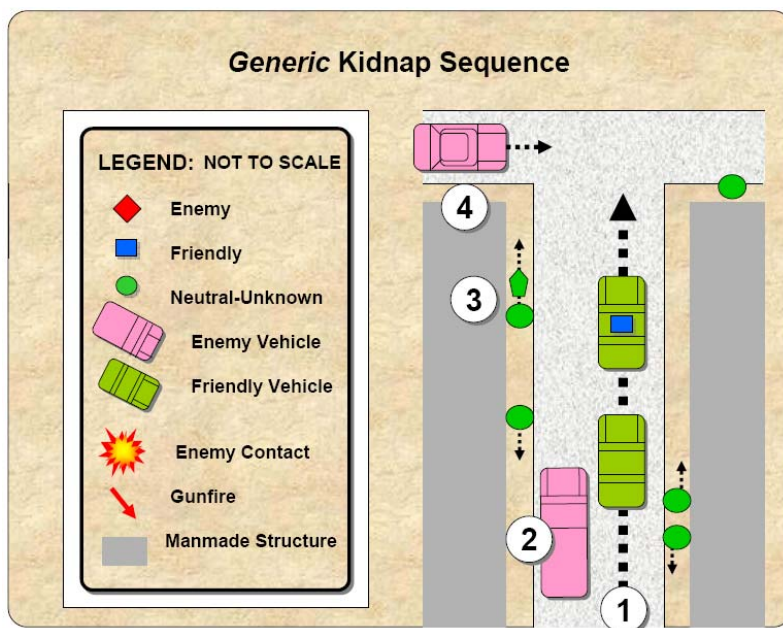 Generic Kidnap Sequence
LEGEND: NOT TO SCALE
Enemy
Friendly
Neutral-Unknown
Enemy Vehicle
Friendly Vehicle
Enemy Contact
Gunfire
Manmade Structure
4
3
2
1